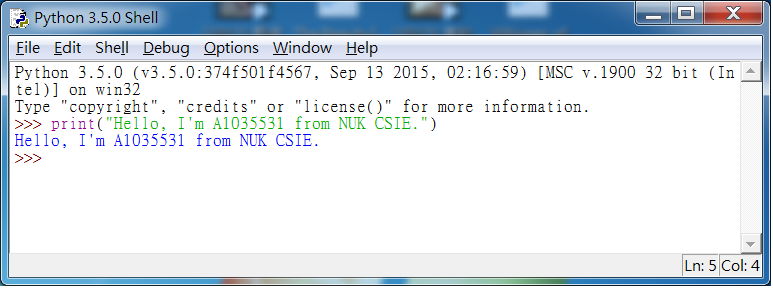 Python 3.5.0 Shell
File Edit Shell Debug Options Window Help
Python 3.5.0 (v3.5.0:374f501f4567, Sep 13 2015, 02:16:59) [MSC v.1900 32 bit (In
tel)] on win32
Type "copyright", "credits" or "license()" for more information.
>>> print("Hello, I'm A1035531 from NUK CSIE.")
Hello, I'm A1035531 from NUK CSIE.
>>>
Ln: 5 Col: 4